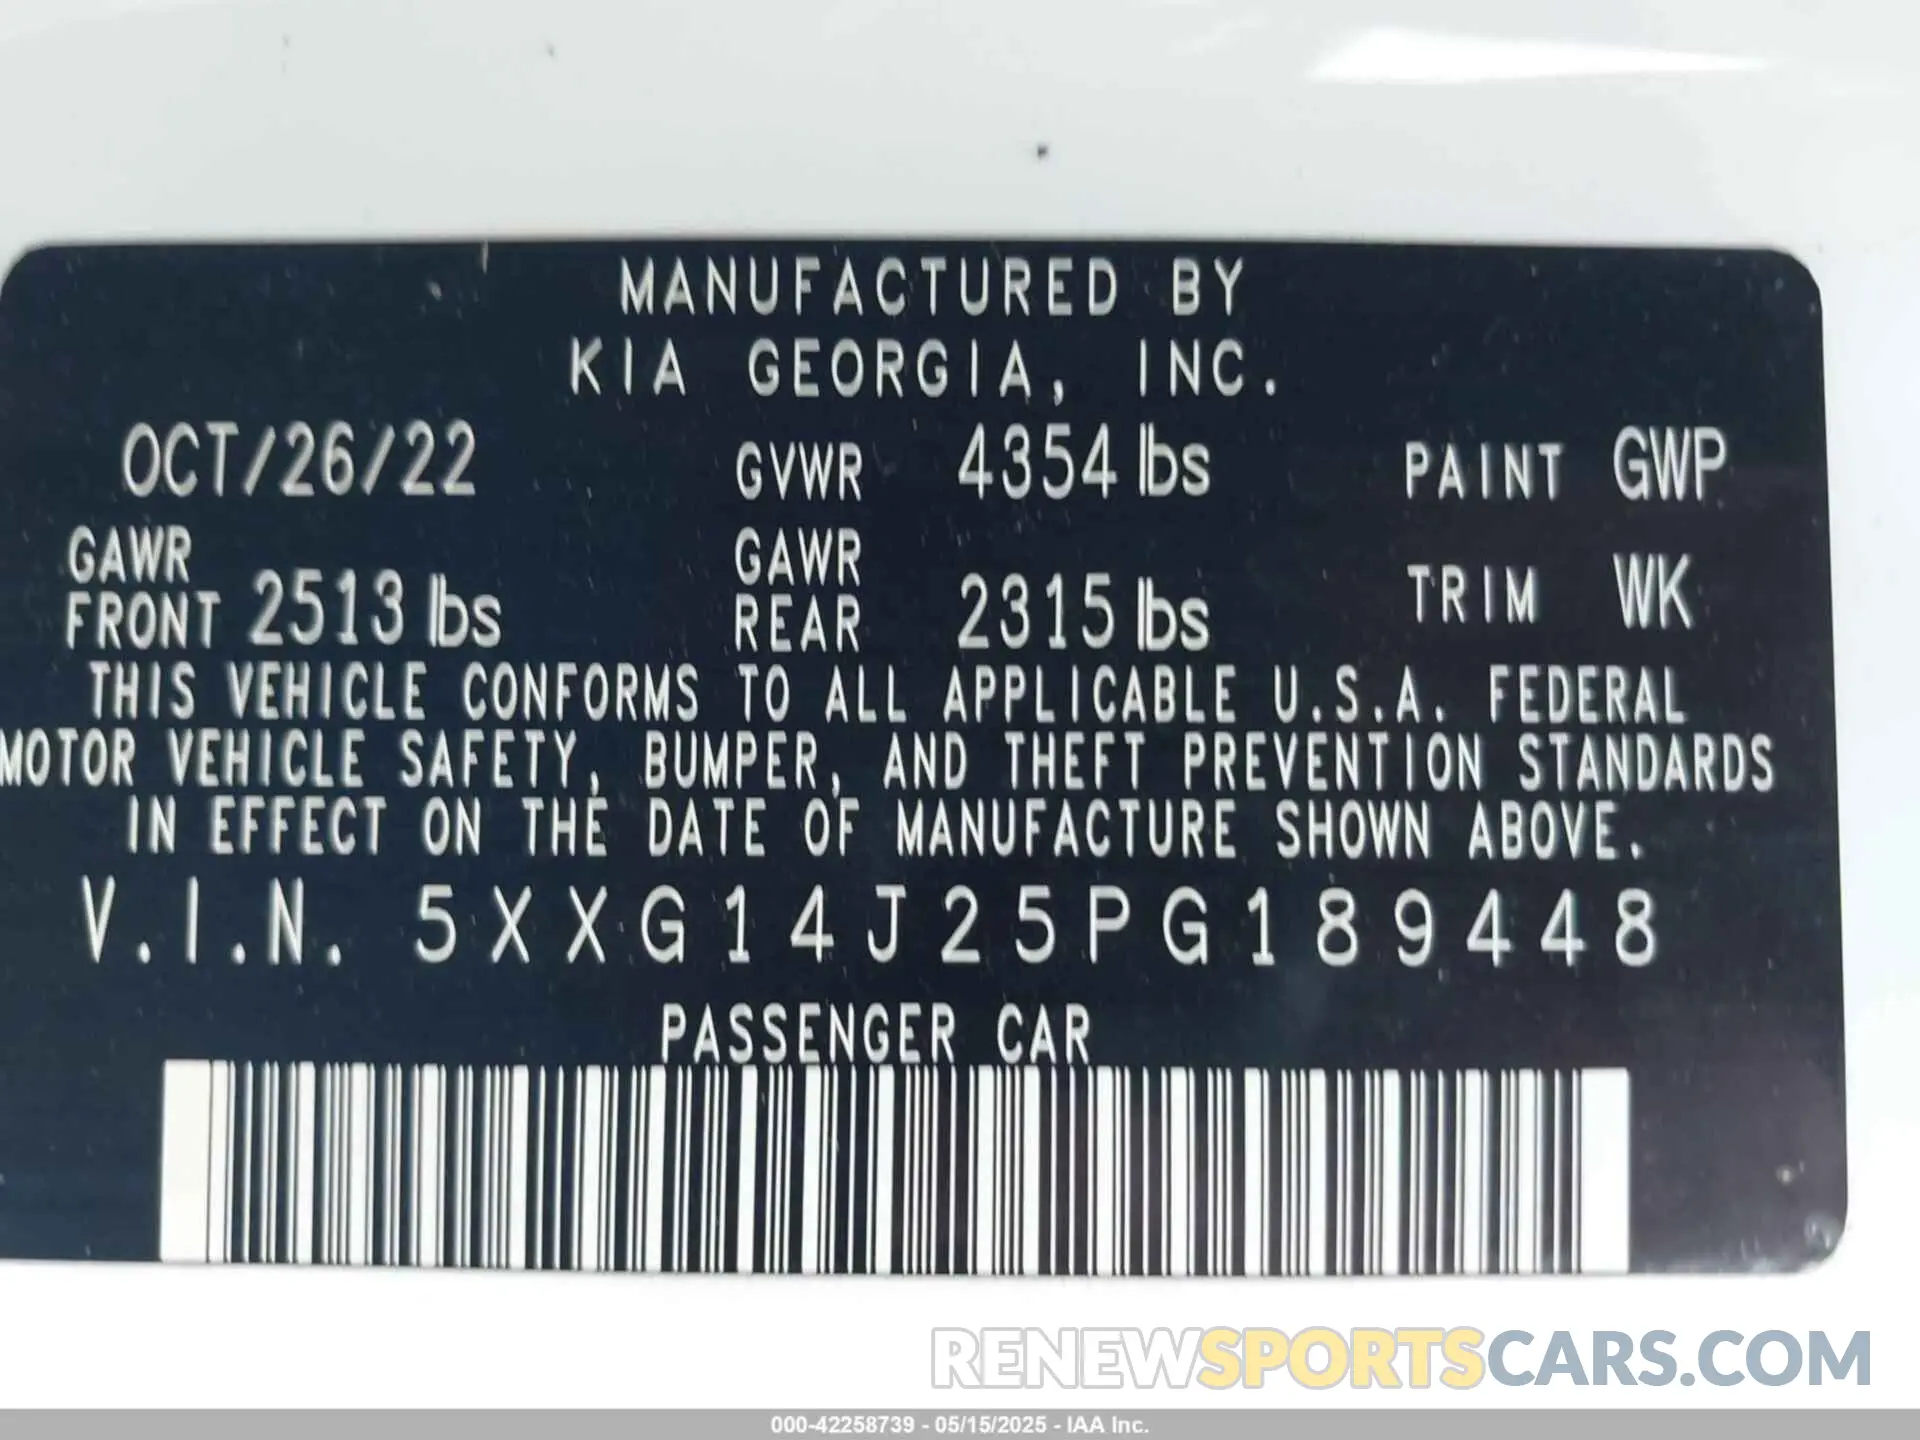 MANUFACTURED BY
KIA GEORGIA, INC.
OCT/26/22 GVWR 4354 lbs PAINT GWP
GAWR FRONT 2513 lbs GAWR REAR 2315 lbs TRIM WK
THIS VEHICLE CONFORMS TO ALL APPLICABLE U.S.A. FEDERAL
MOTOR VEHICLE SAFETY, BUMPER, AND THEFT PREVENTION STANDARDS
IN EFFECT ON THE DATE OF MANUFACTURE SHOWN ABOVE.
V.I.N. 5XXG14J25PG189448
PASSENGER CAR
RENEWSPORTSCARS.COM
000-42258739 - 05/15/2025 - IAA Inc.